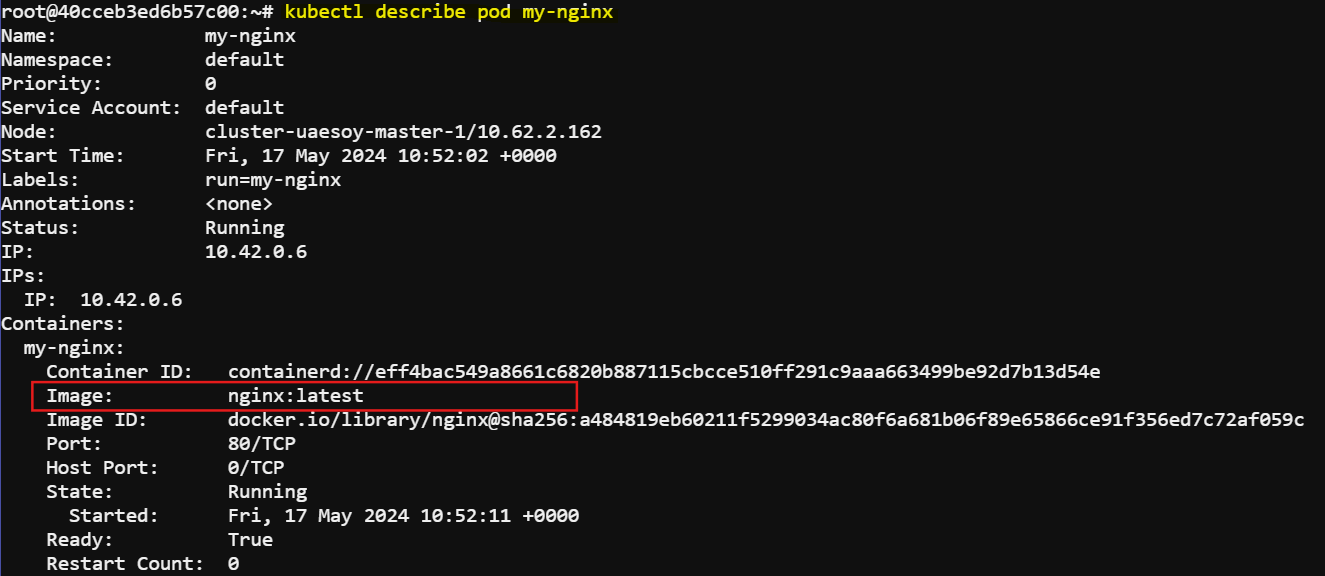 root@40cceb3ed6b57c00:~# kubectl describe pod my-nginx
Name:             my-nginx
Namespace:        default
Priority:         0
Service Account:  default
Node:             cluster-uaesoy-master-1/10.62.2.162
Start Time:       Fri, 17 May 2024 10:52:02 +0000
Labels:           run=my-nginx
Annotations:      <none>
Status:           Running
IP:               10.42.0.6
IPs:
  IP:  10.42.0.6
Containers:
  my-nginx:
    Container ID:   containerd://eff4bac549a8661c6820b887115cbcce510ff291c9aaa663499be92d7b13d54e
    Image:          nginx:latest
    Image ID:       docker.io/library/nginx@sha256:a484819eb60211f5299034ac80f6a681b06f89e65866ce91f356ed7c72af059c
    Port:           80/TCP
    Host Port:      0/TCP
    State:          Running
      Started:      Fri, 17 May 2024 10:52:11 +0000
    Ready:          True
    Restart Count:  0